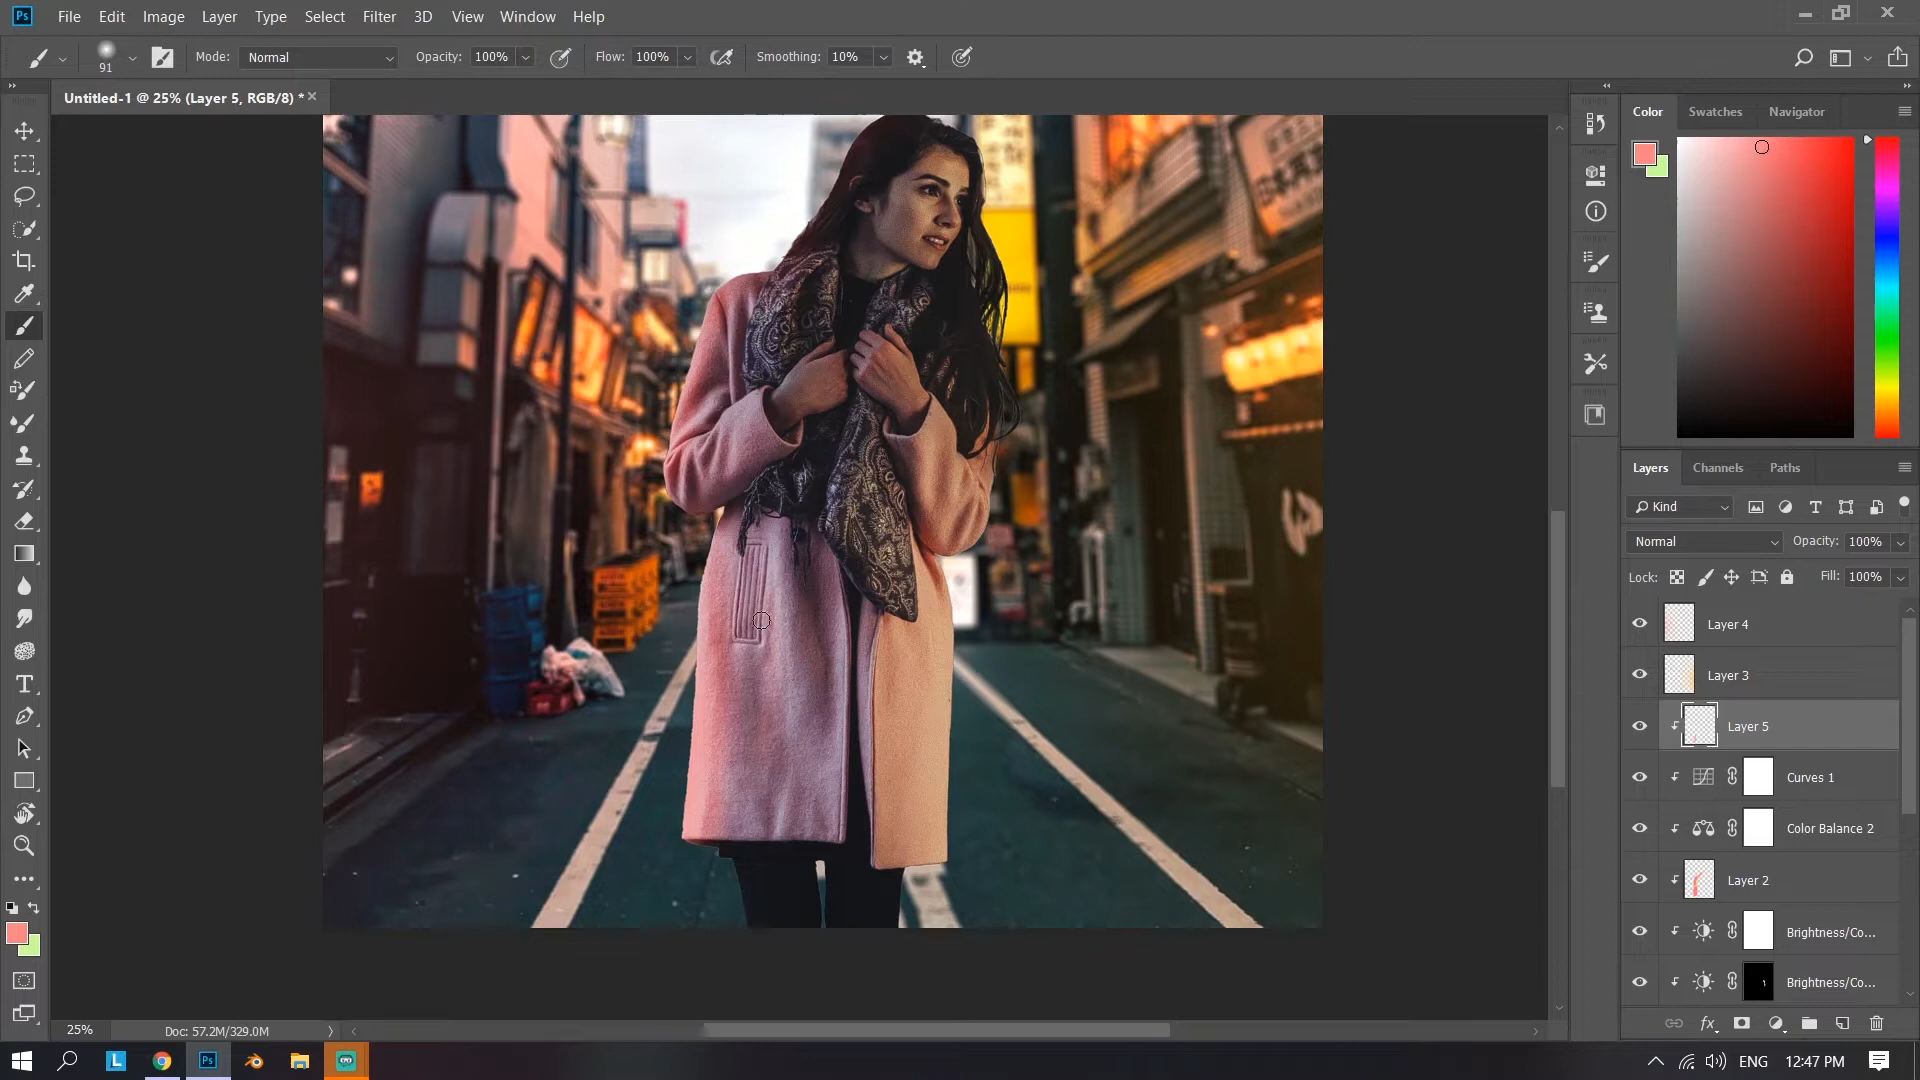 Ps File Edit Image Layer Type Select Filter 3D View Window Help
91 Mode: Normal Opacity: 100% Flow: 100% Smoothing: 10%
Untitled-1 @ 25% (Layer 5, RGB/8) *
Color Swatches Navigator
Layers Channels Paths
Kind
Normal Opacity: 100%
Lock: Fill: 100%
Layer 4
Layer 3
Layer 5
Curves 1
Color Balance 2
Layer 2
Brightness/Co...
Brightness/Co...
fx
25% Doc: 57.2M/329.0M
L Ps ENG 12:47 PM